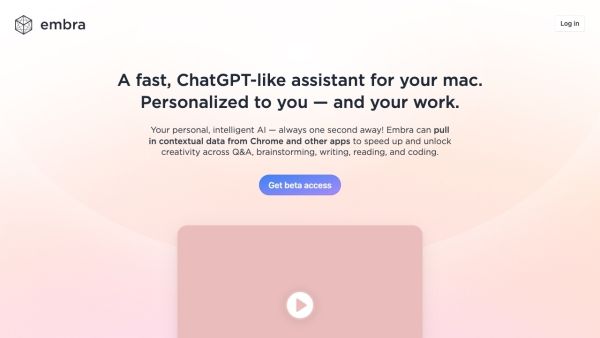 embra
Log in
A fast, ChatGPT-like assistant for your mac.
Personalized to you — and your work.
Your personal, intelligent AI — always one second away! Embra can pull
in contextual data from Chrome and other apps to speed up and unlock
creativity across Q&A, brainstorming, writing, reading, and coding.
Get beta access